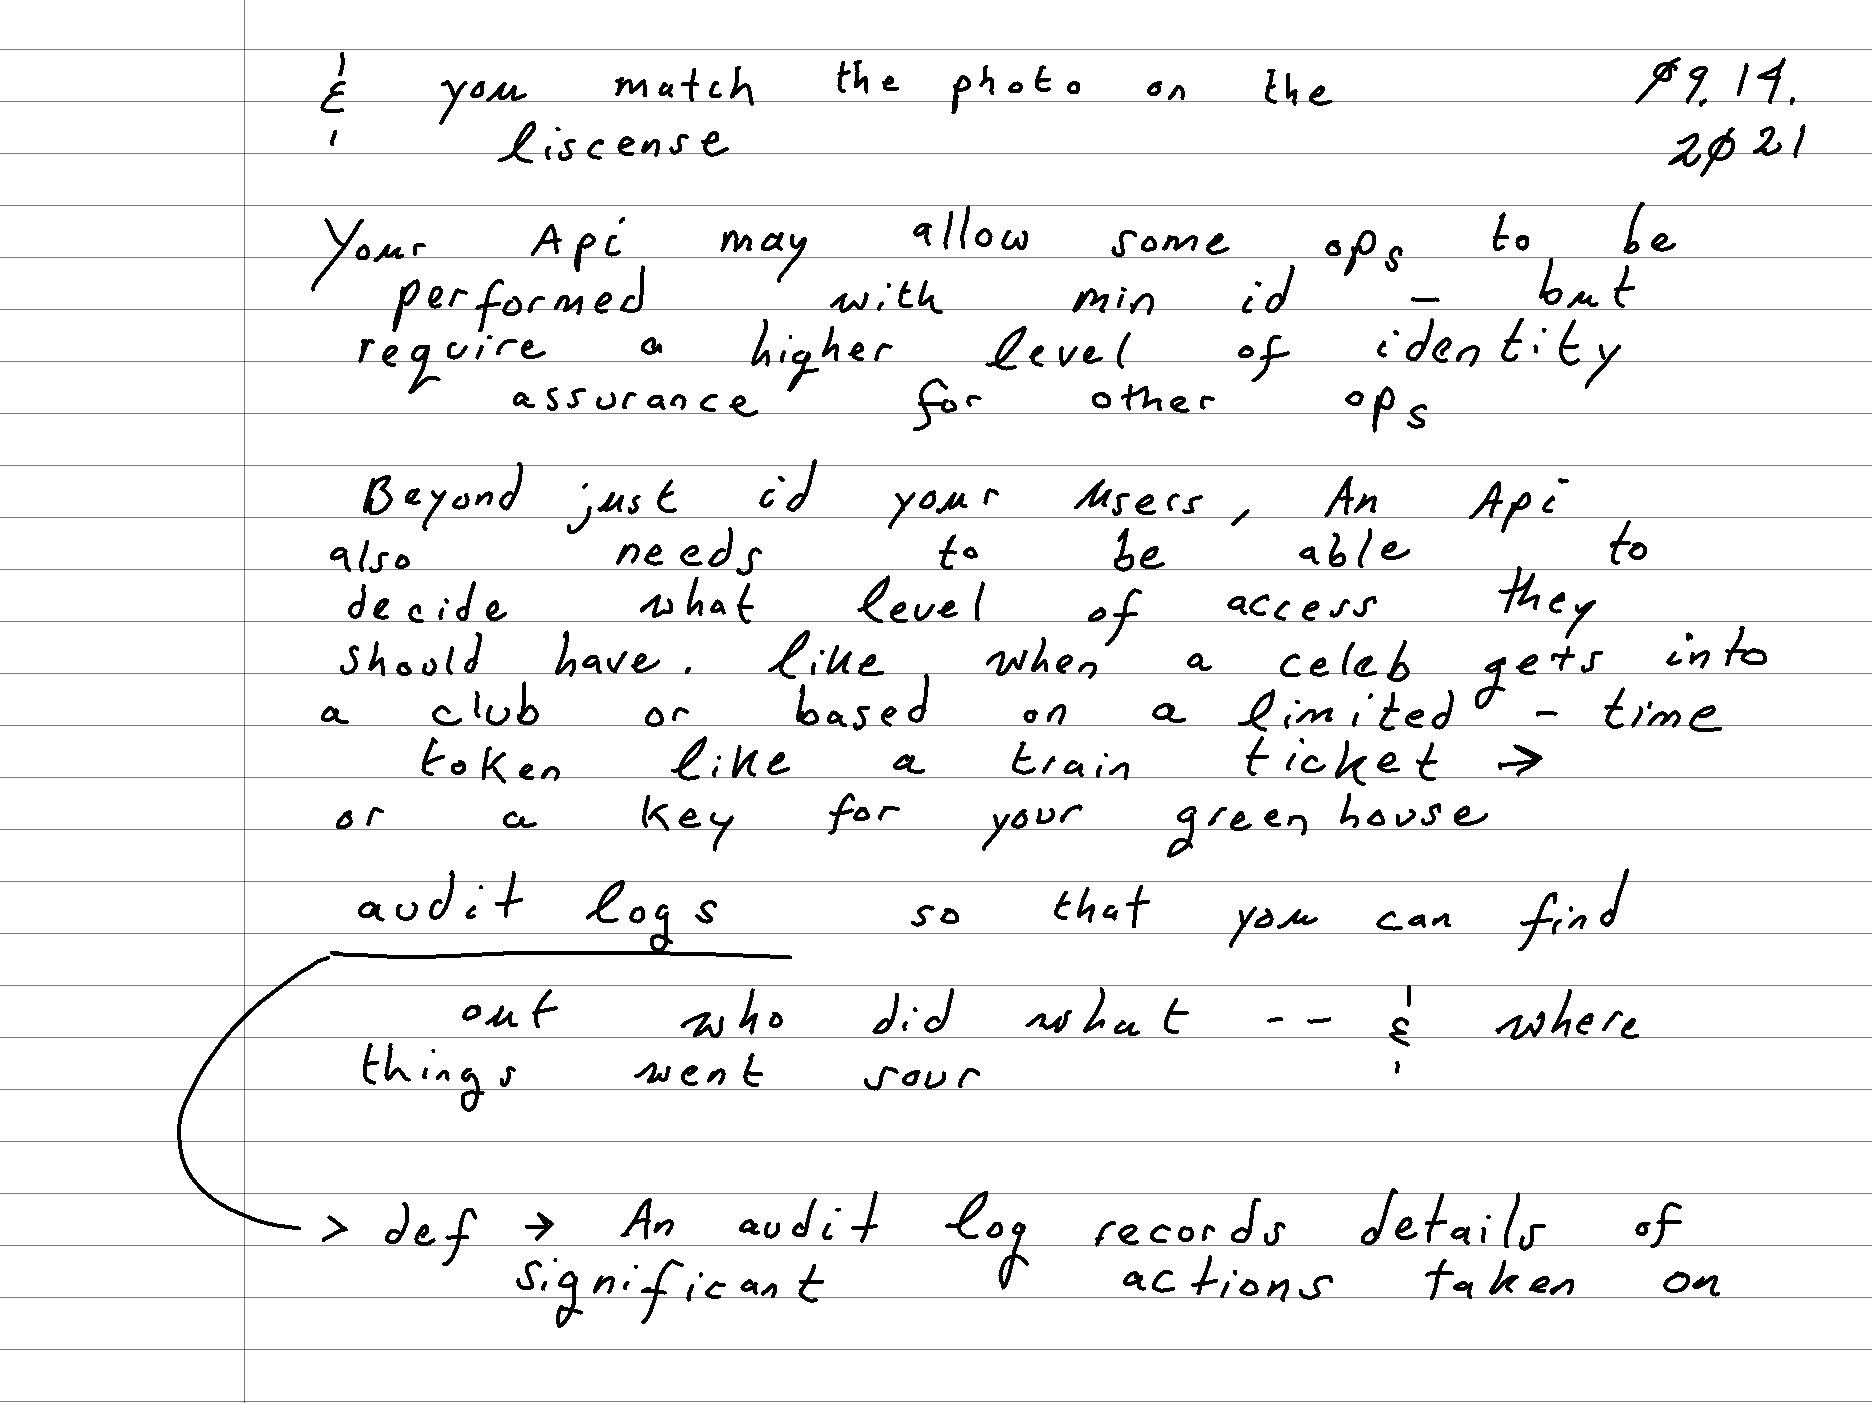 & you match the photo on the
liscense
ø9. 14.
2ø21
Your Api may allow some ops to be
performed with min id - but
require a higher level of identity
assurance for other ops
Beyond just id your users, An Api
also needs to be able to
decide what level of access they
should have. like when a celeb gets into
a club or based on a limited - time
token like a train ticket →
or a key for your green house
audit logs so that you can find
out who did what -- & where
things went sour
> def → An audit log records details of
significant actions taken on